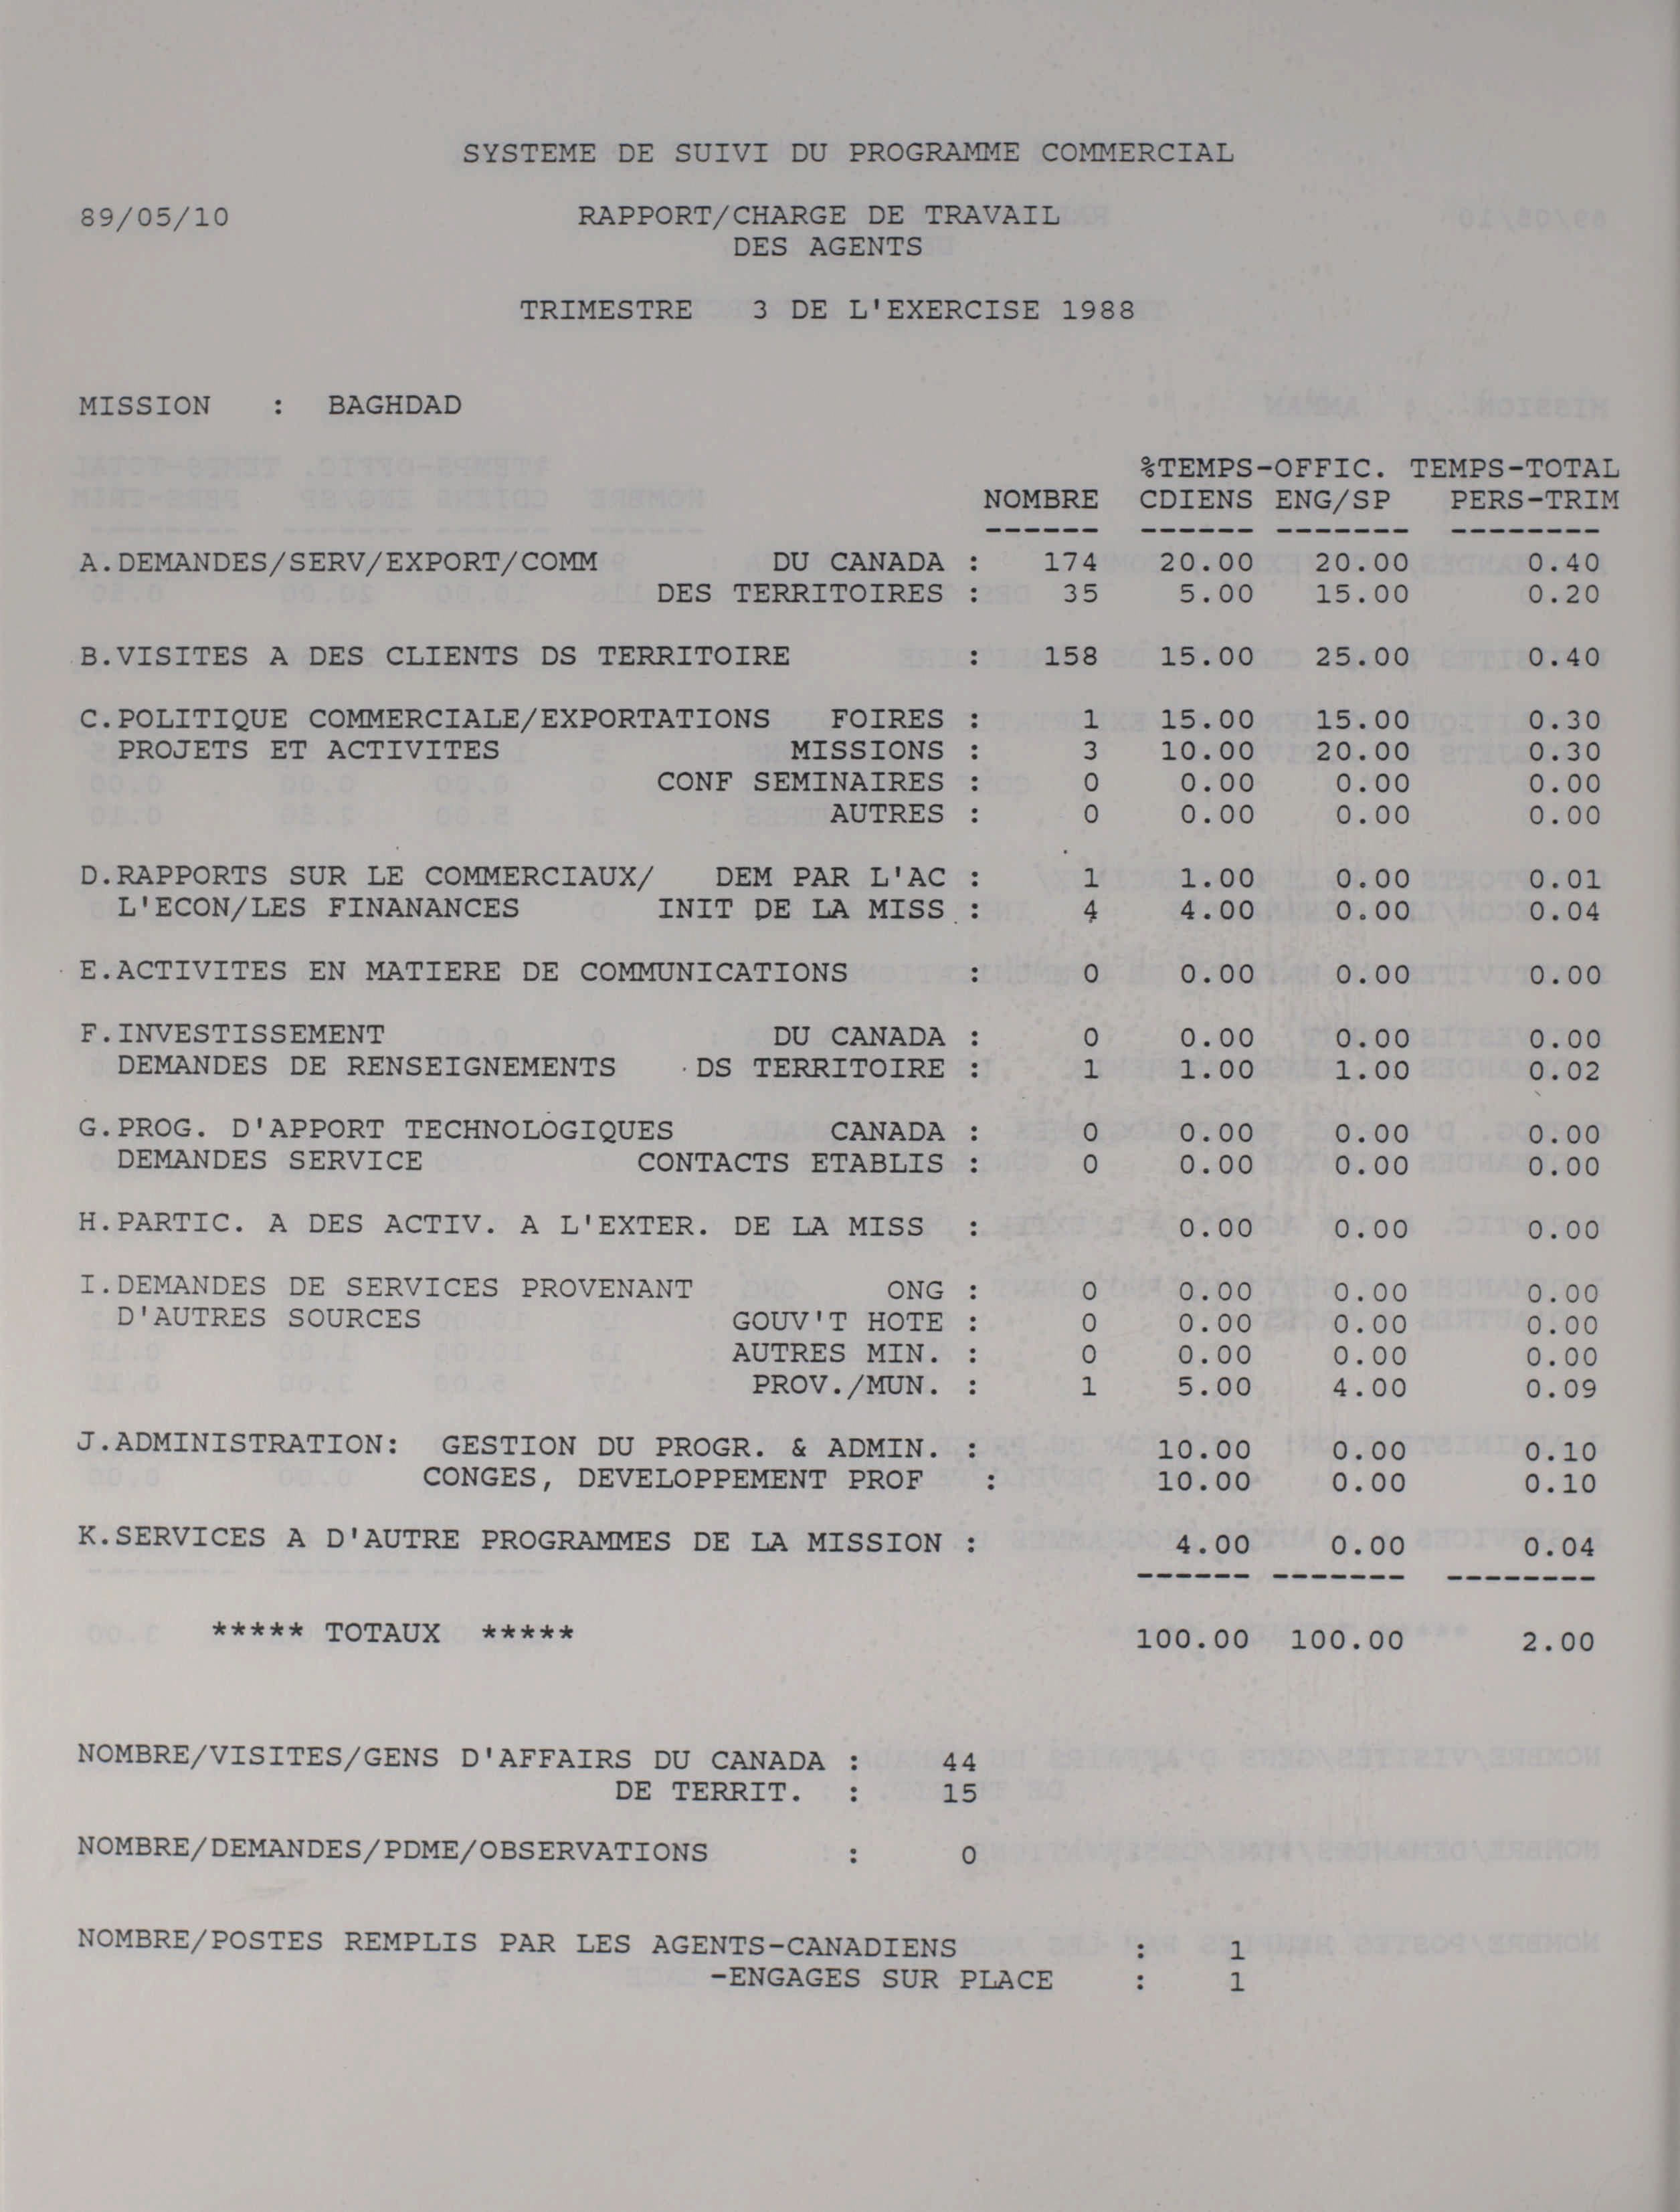 SYSTEME DE SUIVI DU PROGRAMME COMMERCIAL
89/05/10 RAPPORT/CHARGE DE TRAVAIL
DES AGENTS
TRIMESTRE 3 DE L'EXERCISE 1988
MISSION : BAGHDAD
%TEMPS-OFFIC. TEMPS-TOTAL
NOMBRE CDIENS ENG/SP PERS-TRIM
------ ------ ------- --------
A.DEMANDES/SERV/EXPORT/COMM DU CANADA : 174 20.00 20.00 0.40
DES TERRITOIRES : 35 5.00 15.00 0.20
B.VISITES A DES CLIENTS DS TERRITOIRE : 158 15.00 25.00 0.40
C.POLITIQUE COMMERCIALE/EXPORTATIONS FOIRES : 1 15.00 15.00 0.30
PROJETS ET ACTIVITES MISSIONS : 3 10.00 20.00 0.30
CONF SEMINAIRES : 0 0.00 0.00 0.00
AUTRES : 0 0.00 0.00 0.00
D.RAPPORTS SUR LE COMMERCIAUX/ DEM PAR L'AC : 1 1.00 0.00 0.01
L'ECON/LES FINANANCES INIT DE LA MISS : 4 4.00 0.00 0.04
E.ACTIVITES EN MATIERE DE COMMUNICATIONS : 0 0.00 0.00 0.00
F.INVESTISSEMENT DU CANADA : 0 0.00 0.00 0.00
DEMANDES DE RENSEIGNEMENTS DS TERRITOIRE : 1 1.00 1.00 0.02
G.PROG. D'APPORT TECHNOLOGIQUES CANADA : 0 0.00 0.00 0.00
DEMANDES SERVICE CONTACTS ETABLIS : 0 0.00 0.00 0.00
H.PARTIC. A DES ACTIV. A L'EXTER. DE LA MISS : 0.00 0.00 0.00
I.DEMANDES DE SERVICES PROVENANT ONG : 0 0.00 0.00 0.00
D'AUTRES SOURCES GOUV'T HOTE : 0 0.00 0.00 0.00
AUTRES MIN. : 0 0.00 0.00 0.00
PROV./MUN. : 1 5.00 4.00 0.09
J.ADMINISTRATION: GESTION DU PROGR. & ADMIN. : 10.00 0.00 0.10
CONGES, DEVELOPPEMENT PROF : 10.00 0.00 0.10
K.SERVICES A D'AUTRE PROGRAMMES DE LA MISSION : 4.00 0.00 0.04
------ ------- --------
***** TOTAUX ***** 100.00 100.00 2.00
NOMBRE/VISITES/GENS D'AFFAIRS DU CANADA : 44
DE TERRIT. : 15
NOMBRE/DEMANDES/PDME/OBSERVATIONS : 0
NOMBRE/POSTES REMPLIS PAR LES AGENTS-CANADIENS : 1
-ENGAGES SUR PLACE : 1